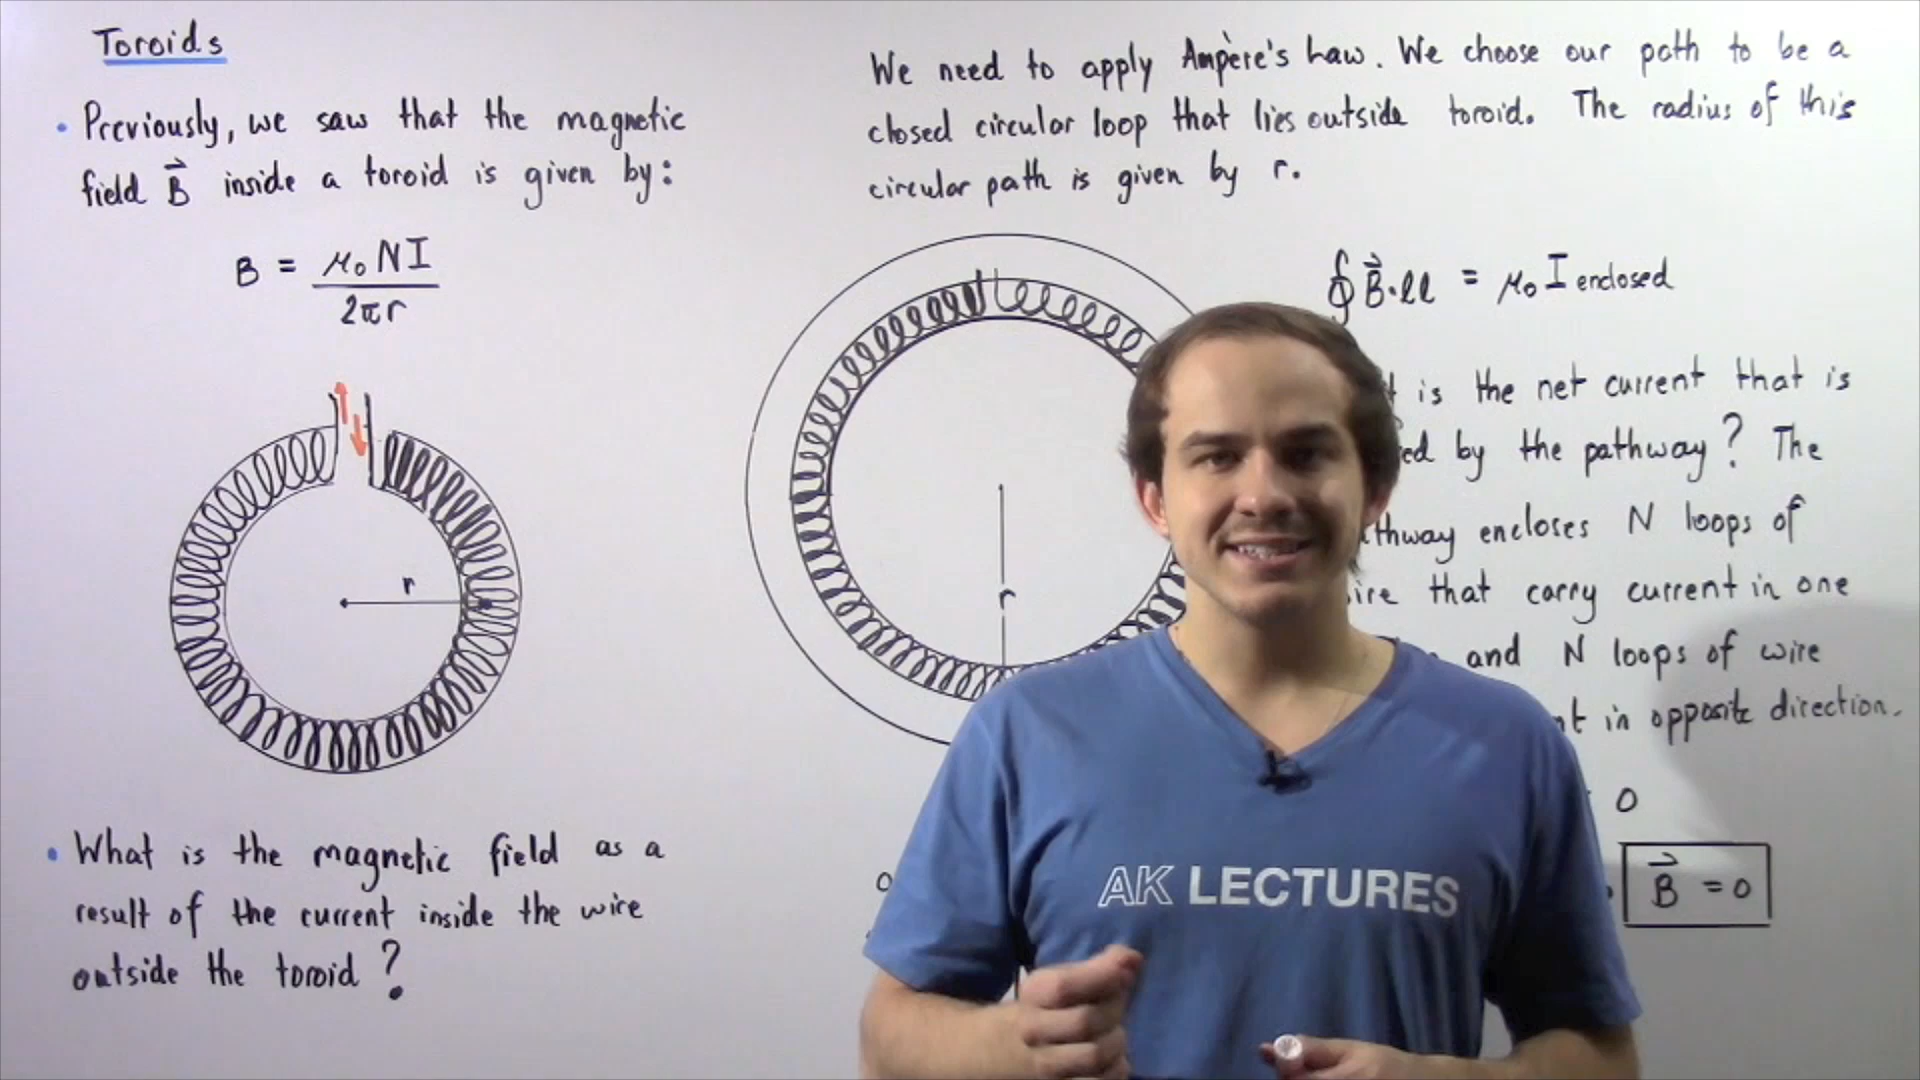 Toroids
• Previously, we saw that the magnetic
field B⃗ inside a toroid is given by:
B = μ₀NI / 2πr
r
• What is the magnetic field as a
result of the current inside the wire
outside the toroid?
We need to apply Ampère's Law. We choose our path to be a
closed circular loop that lies outside toroid. The radius of this
circular path is given by r.
r
∮ B⃗·dl = μ₀ I enclosed
is the net current that is
by the pathway? The
encloses N loops of
that carry current in one
and N loops of wire
in opposite direction.
0
B⃗ = 0
AK LECTURES